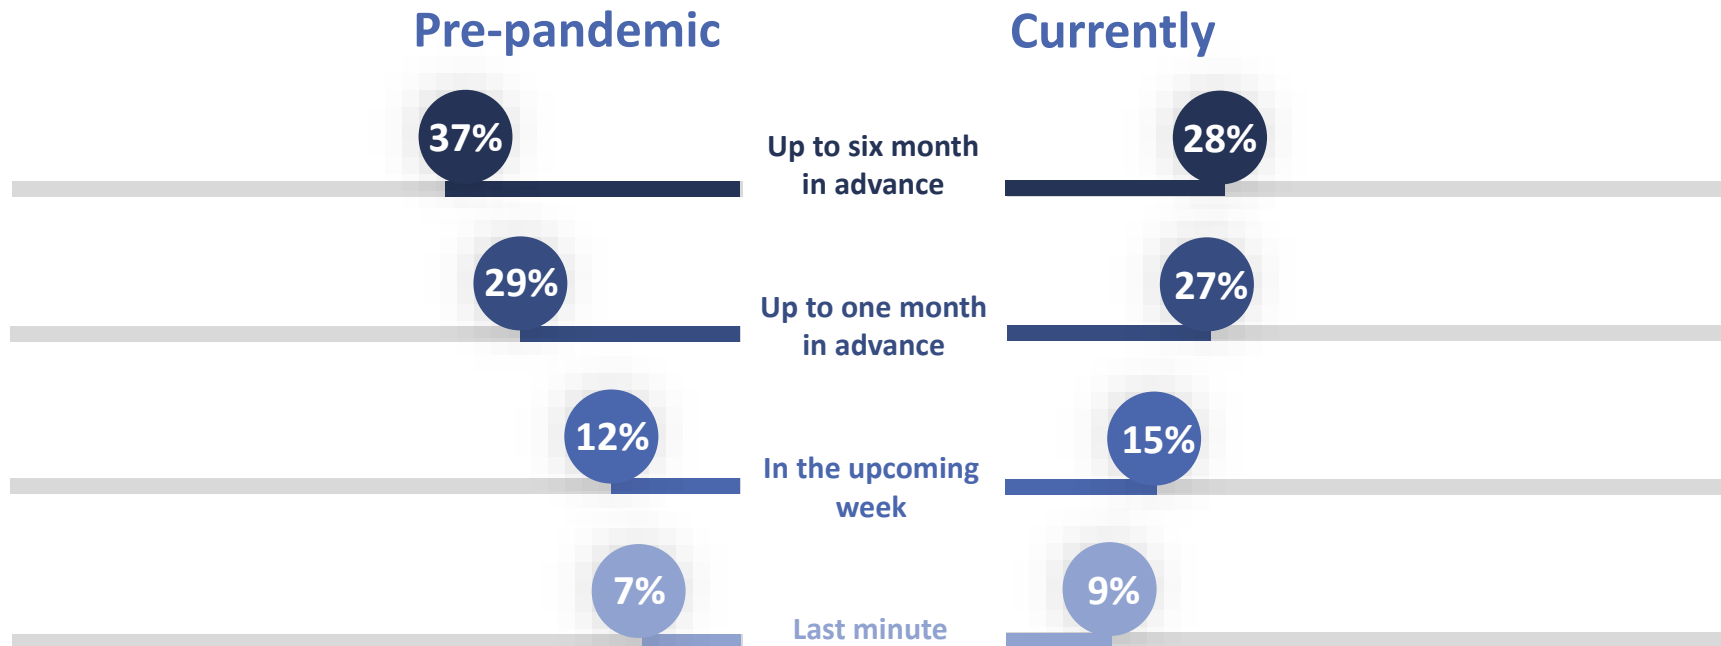 Pre-pandemic
Currently
37%
Up to six month
in advance
28%
29%
Up to one month
in advance
27%
12%
In the upcoming
week
15%
7%
Last minute
9%